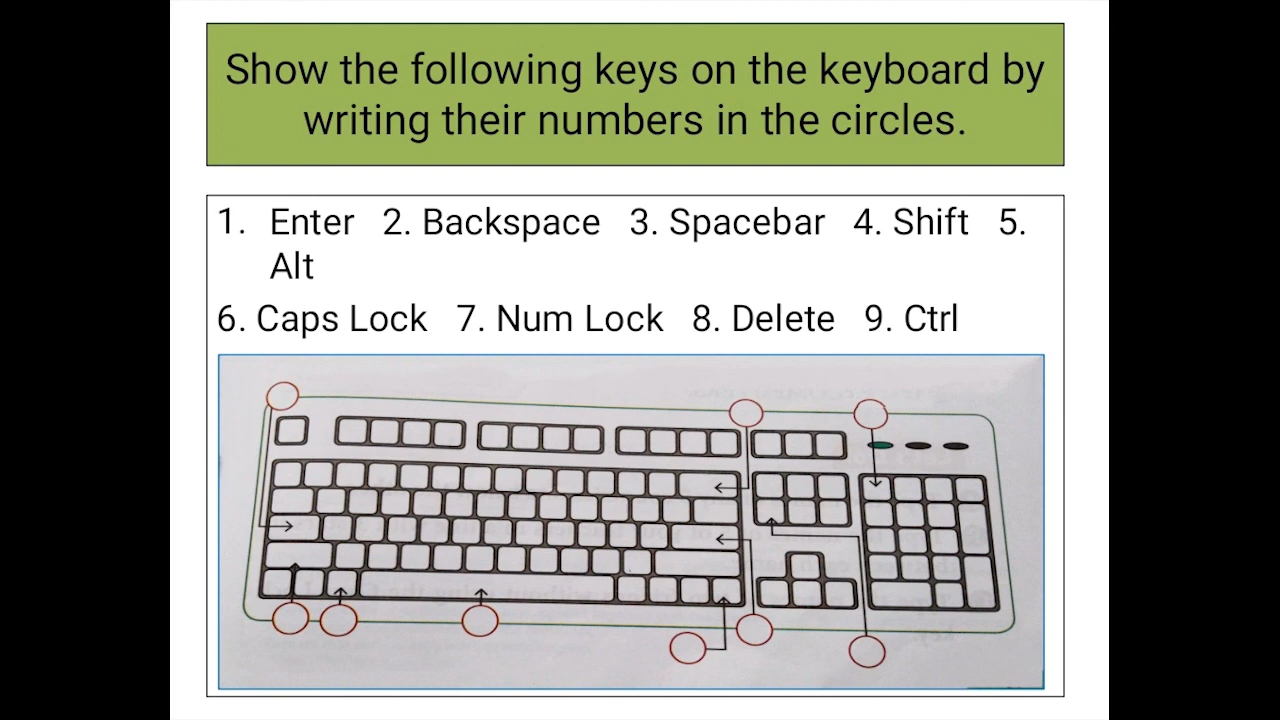 Show the following keys on the keyboard by
writing their numbers in the circles.
1. Enter 2. Backspace 3. Spacebar 4. Shift 5.
Alt
6. Caps Lock 7. Num Lock 8. Delete 9. Ctrl